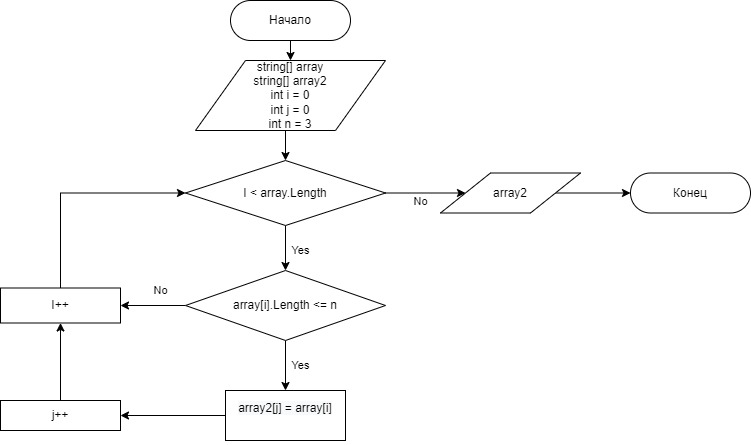 Начало
string[] array
string[] array2
int i = 0
int j = 0
int n = 3
I < array.Length
No
array2
Конец
Yes
No
array[i].Length <= n
I++
Yes
array2[j] = array[i]
j++